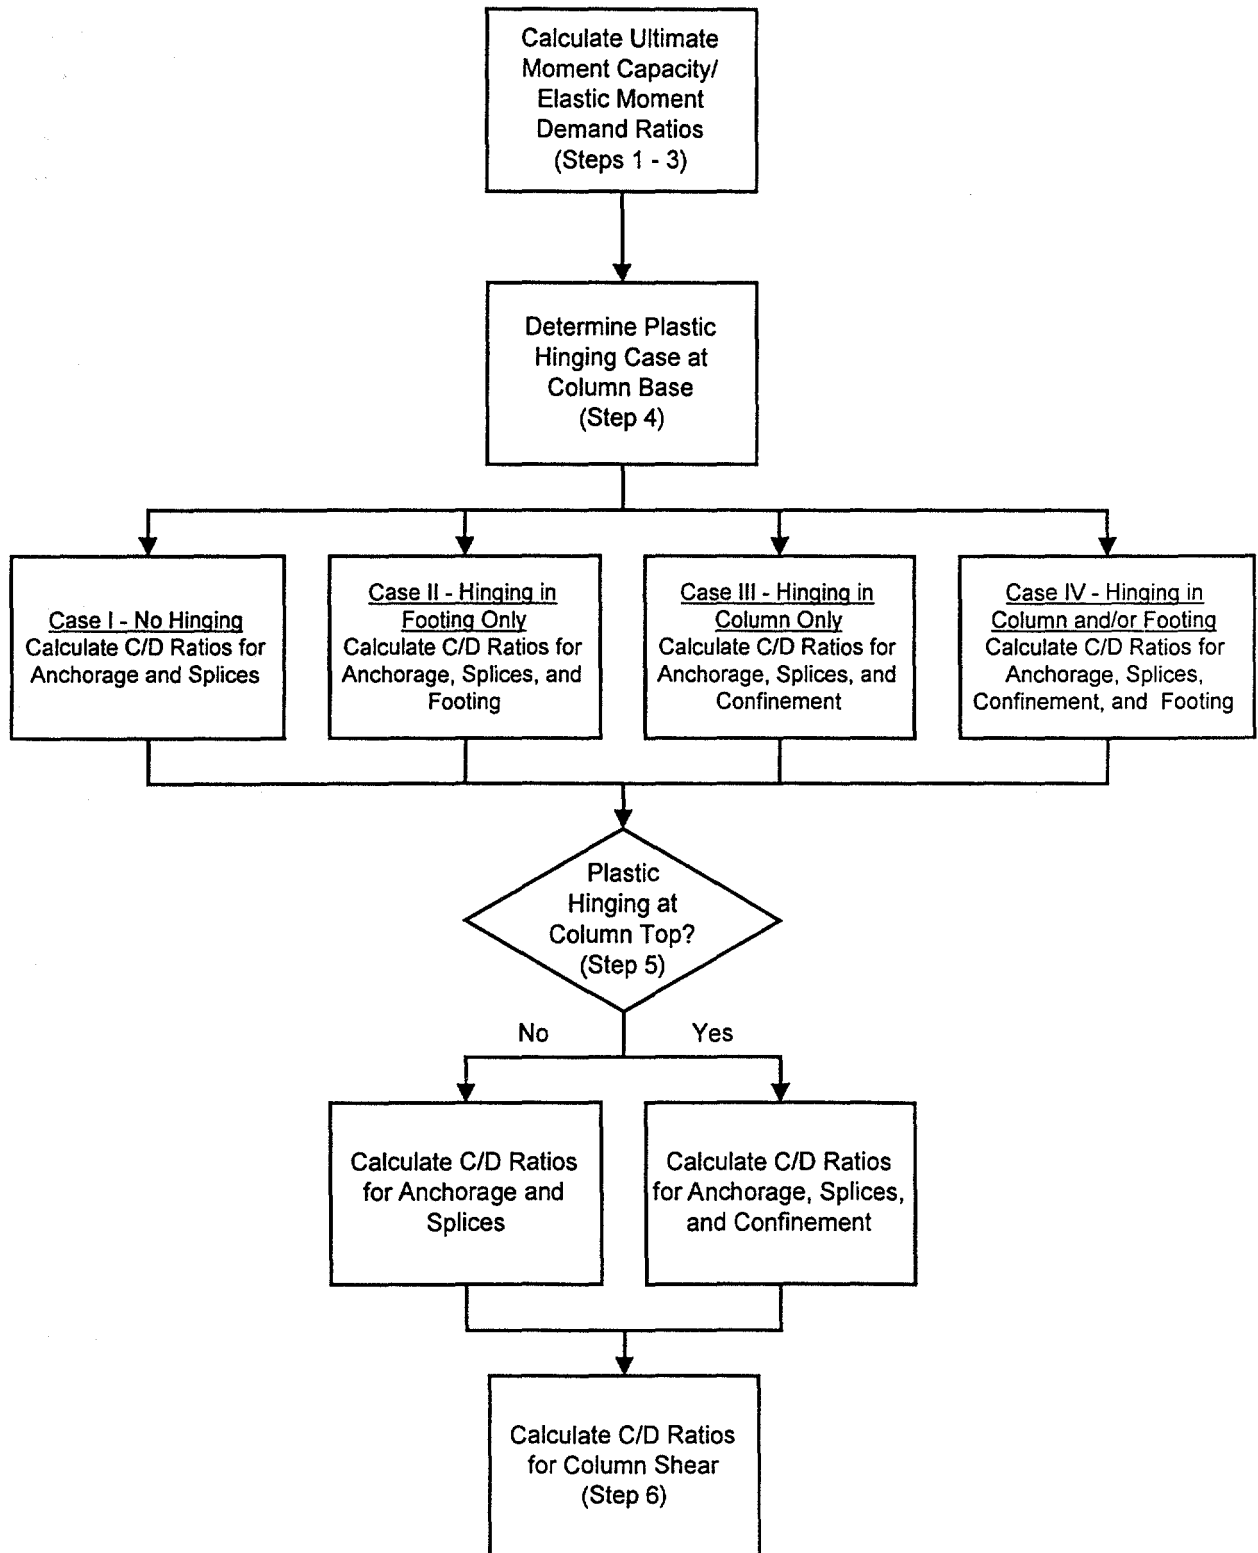 Calculate Ultimate
Moment Capacity/
Elastic Moment
Demand Ratios
(Steps 1 - 3)
Determine Plastic
Hinging Case at
Column Base
(Step 4)
Case I - No Hinging
Calculate C/D Ratios for
Anchorage and Splices
Case II - Hinging in
Footing Only
Calculate C/D Ratios for
Anchorage, Splices, and
Footing
Case III - Hinging in
Column Only
Calculate C/D Ratios for
Anchorage, Splices, and
Confinement
Case IV - Hinging in
Column and/or Footing
Calculate C/D Ratios for
Anchorage, Splices,
Confinement, and Footing
Plastic
Hinging at
Column Top?
(Step 5)
No
Yes
Calculate C/D Ratios
for Anchorage and
Splices
Calculate C/D Ratios
for Anchorage, Splices,
and Confinement
Calculate C/D Ratios
for Column Shear
(Step 6)